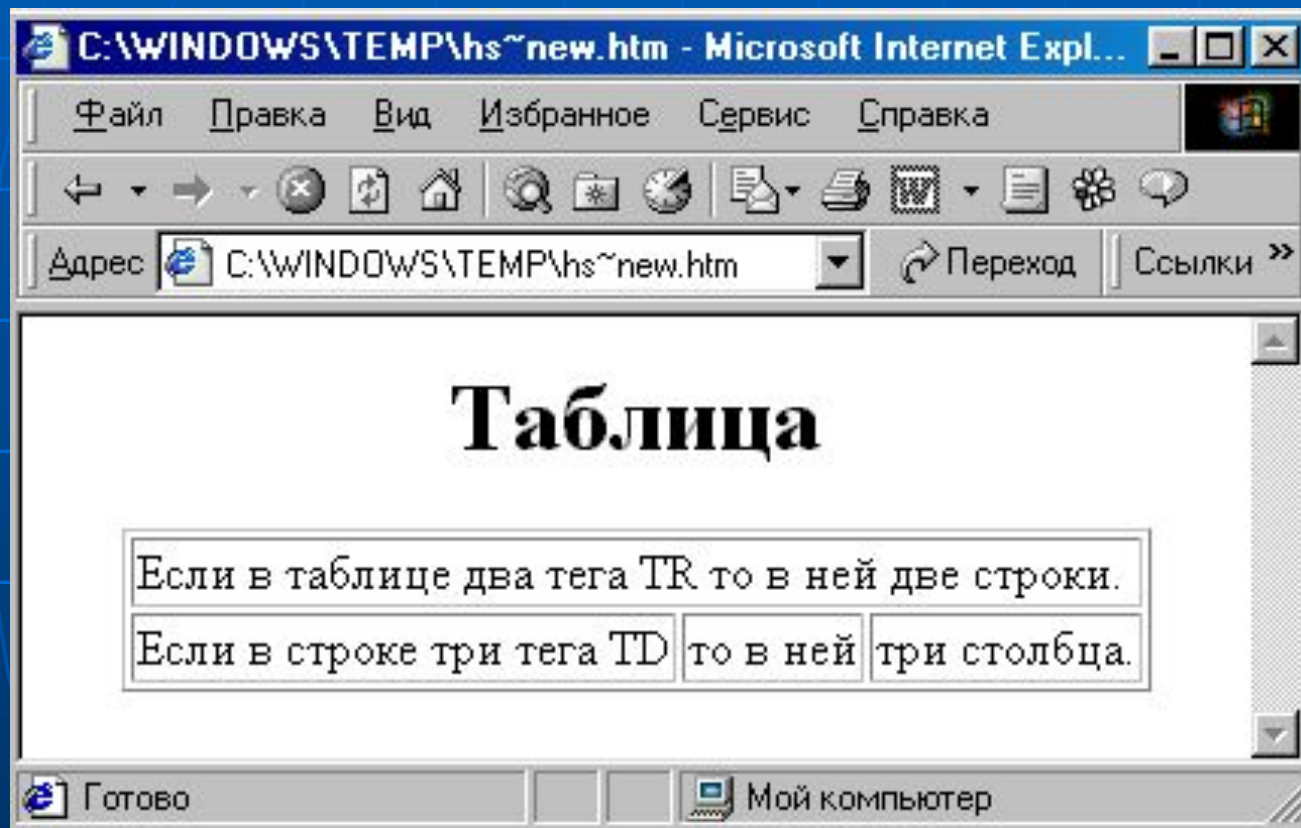 C:\WINDOWS\TEMP\hs~new.htm - Microsoft Internet Expl...
Файл Правка Вид Избранное Сервис Справка
Адрес C:\WINDOWS\TEMP\hs~new.htm Переход Ссылки »
Таблица
Если в таблице два тега TR то в ней две строки.
Если в строке три тега TD то в ней три столбца.
Готово Мой компьютер